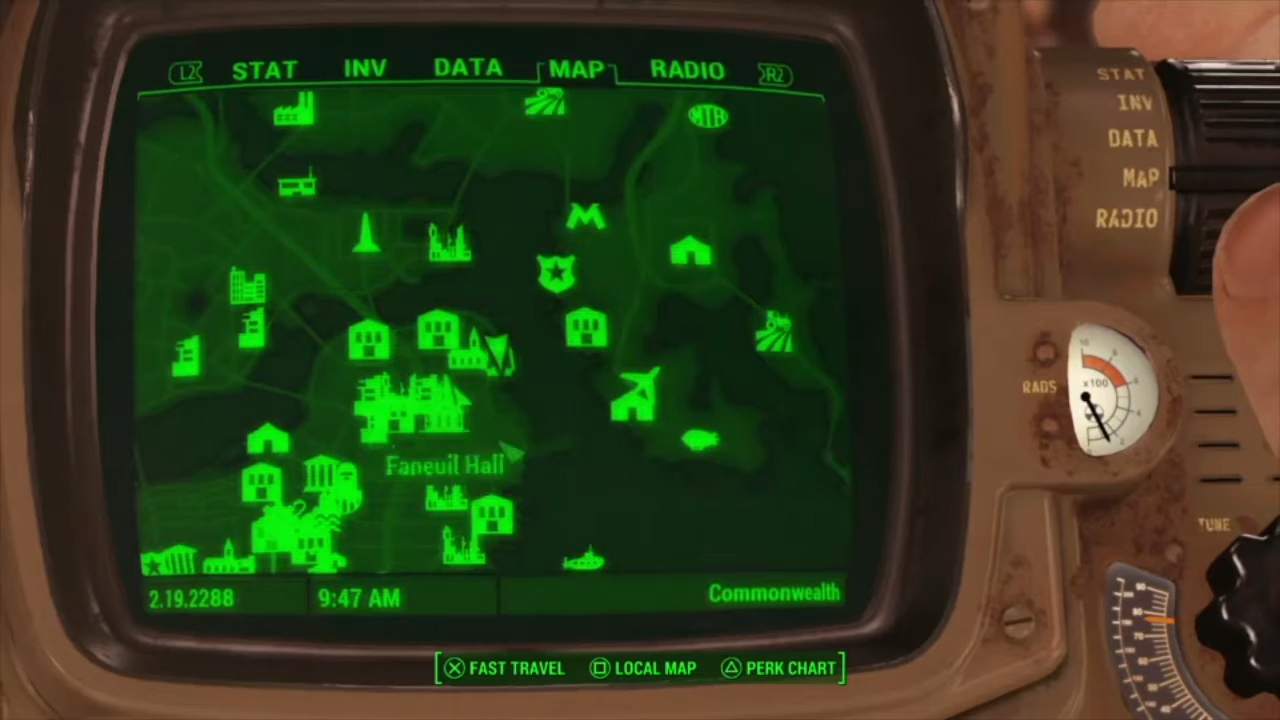 L2 STAT INV DATA MAP RADIO R2
MTA
Faneuil Hall
2.19.2288 9:47 AM Commonwealth
FAST TRAVEL LOCAL MAP PERK CHART
STAT
INV
DATA
MAP
RADIO
RADS
x100
TUNE